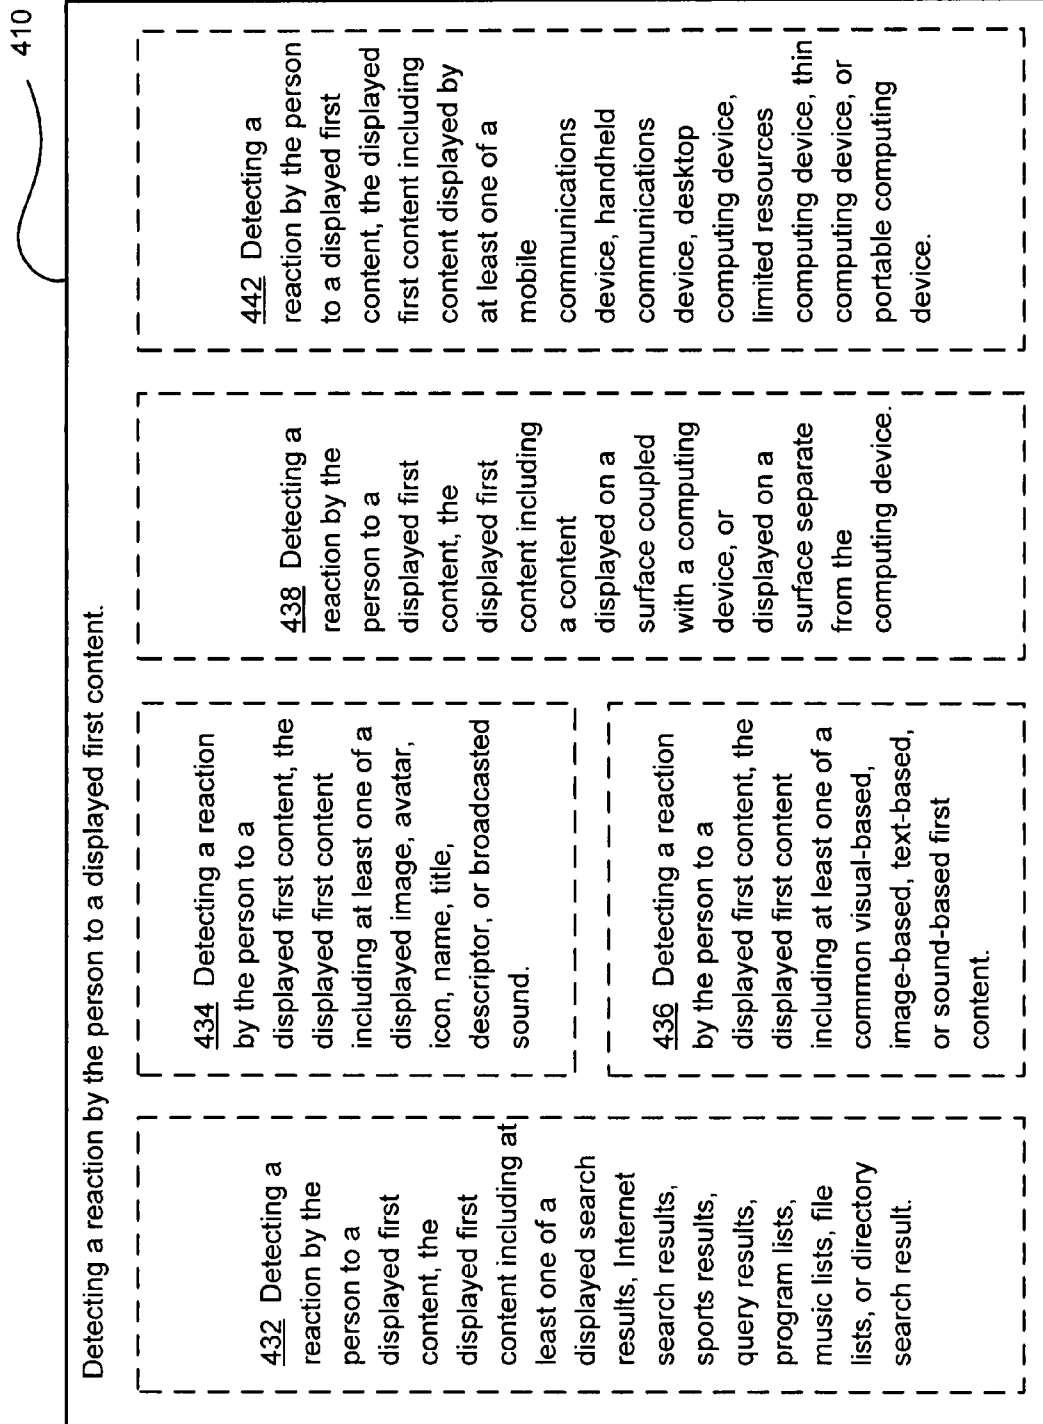 410
Detecting a reaction by the person to a displayed first content.
432 Detecting a
reaction by the
person to a
displayed first
content, the
displayed first
content including at
least one of a
displayed search
results, Internet
search results,
sports results,
query results,
program lists,
music lists, file
lists, or directory
search result.
434 Detecting a reaction
by the person to a
displayed first content, the
displayed first content
including at least one of a
displayed image, avatar,
icon, name, title,
descriptor, or broadcasted
sound.
436 Detecting a reaction
by the person to a
displayed first content, the
displayed first content
including at least one of a
common visual-based,
image-based, text-based,
or sound-based first
content.
438 Detecting a
reaction by the
person to a
displayed first
content, the
displayed first
content including
a content
displayed on a
surface coupled
with a computing
device, or
displayed on a
surface separate
from the
computing device.
442 Detecting a
reaction by the person
to a displayed first
content, the displayed
first content including
content displayed by
at least one of a
mobile
communications
device, handheld
communications
device, desktop
computing device,
limited resources
computing device, thin
computing device, or
portable computing
device.